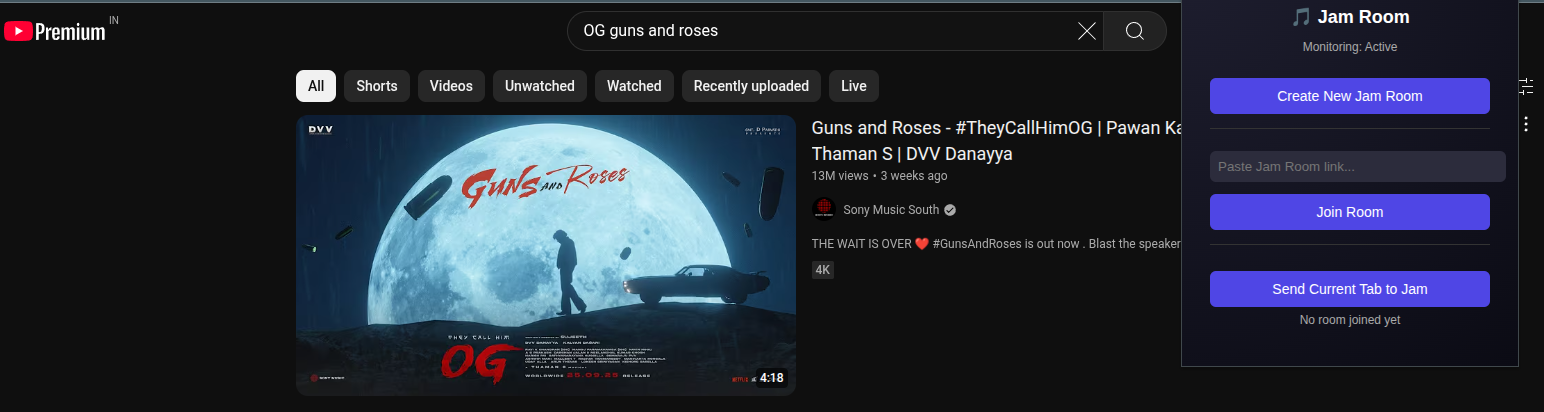 Premium IN
OG guns and roses
All
Shorts
Videos
Unwatched
Watched
Recently uploaded
Live
DVV
GUNS AND Roses
THEY CALL HIM
OG
WORLDWIDE 25.09.25 RELEASE
4:18
Guns and Roses - #TheyCallHimOG | Pawan Ka
Thaman S | DVV Danayya
13M views • 3 weeks ago
Sony Music South
THE WAIT IS OVER ❤️ #GunsAndRoses is out now . Blast the speaker
4K
🎵 Jam Room
Monitoring: Active
Create New Jam Room
Paste Jam Room link...
Join Room
Send Current Tab to Jam
No room joined yet